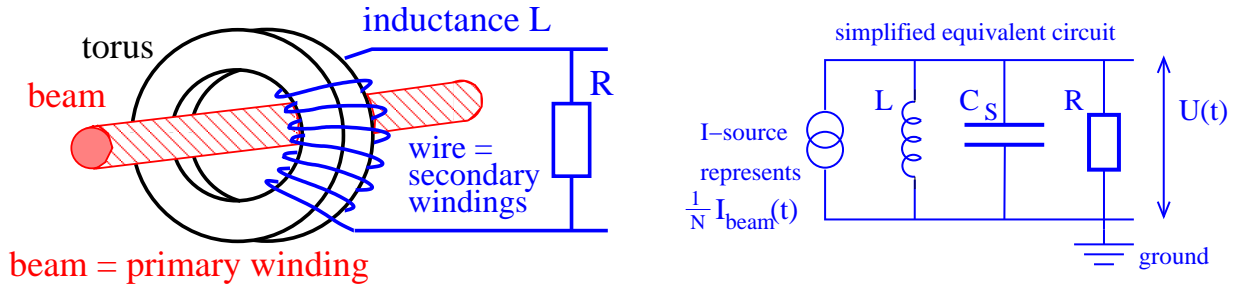 inductance L
torus
beam
R
wire =
secondary
windings
beam = primary winding
simplified equivalent circuit
L
C_S
R
U(t)
I−source
represents
1/N I_beam(t)
ground